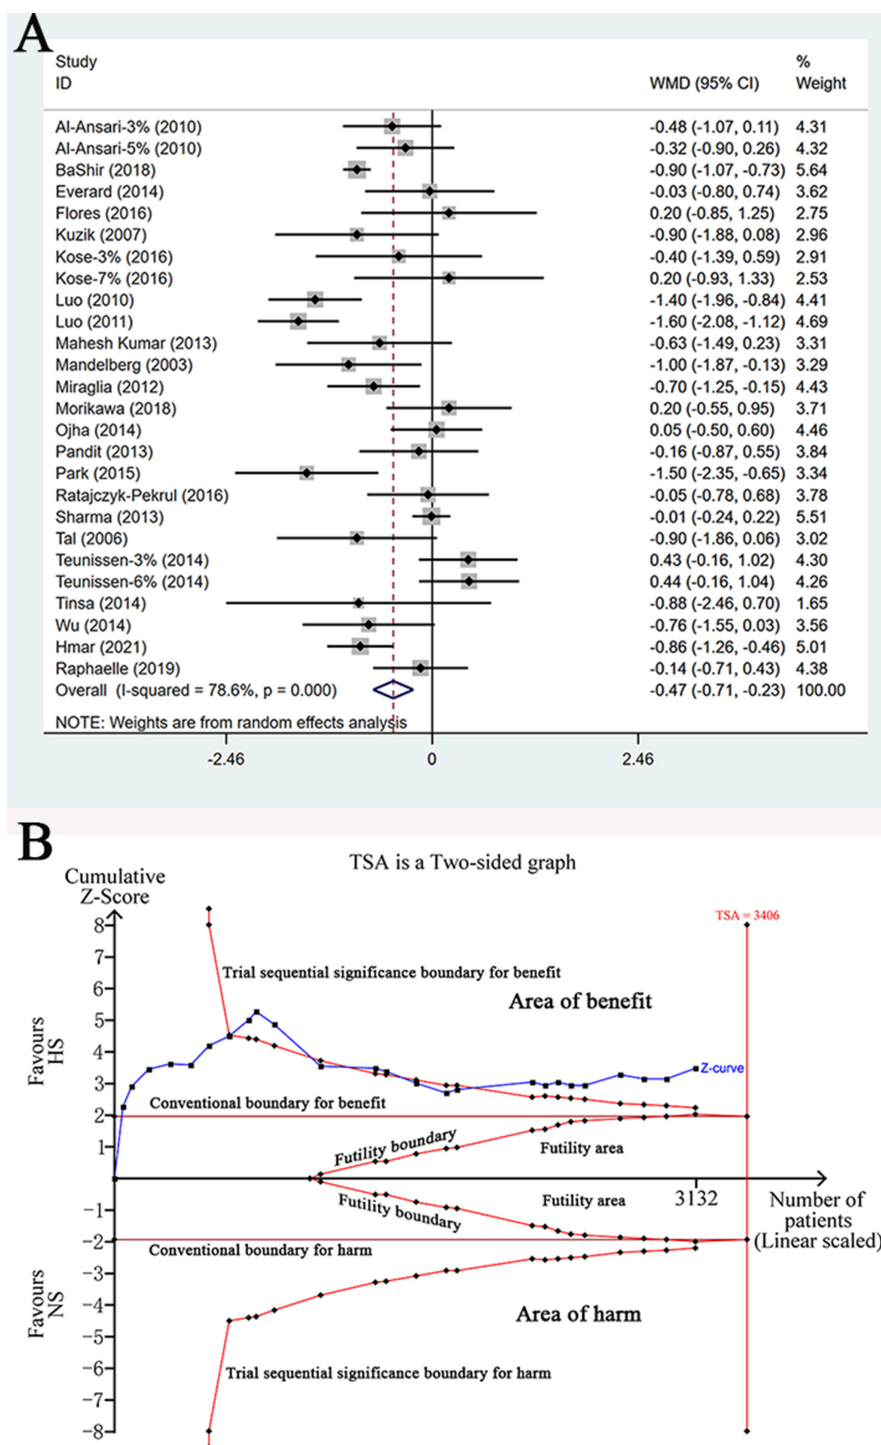 A
Study %
ID WMD (95% CI) Weight
Al-Ansari-3% (2010) -0.48 (-1.07, 0.11) 4.31
Al-Ansari-5% (2010) -0.32 (-0.90, 0.26) 4.32
BaShir (2018) -0.90 (-1.07, -0.73) 5.64
Everard (2014) -0.03 (-0.80, 0.74) 3.62
Flores (2016) 0.20 (-0.85, 1.25) 2.75
Kuzik (2007) -0.90 (-1.88, 0.08) 2.96
Kose-3% (2016) -0.40 (-1.39, 0.59) 2.91
Kose-7% (2016) 0.20 (-0.93, 1.33) 2.53
Luo (2010) -1.40 (-1.96, -0.84) 4.41
Luo (2011) -1.60 (-2.08, -1.12) 4.69
Mahesh Kumar (2013) -0.63 (-1.49, 0.23) 3.31
Mandelberg (2003) -1.00 (-1.87, -0.13) 3.29
Miraglia (2012) -0.70 (-1.25, -0.15) 4.43
Morikawa (2018) 0.20 (-0.55, 0.95) 3.71
Ojha (2014) 0.05 (-0.50, 0.60) 4.46
Pandit (2013) -0.16 (-0.87, 0.55) 3.84
Park (2015) -1.50 (-2.35, -0.65) 3.34
Ratajczyk-Pekrul (2016) -0.05 (-0.78, 0.68) 3.78
Sharma (2013) -0.01 (-0.24, 0.22) 5.51
Tal (2006) -0.90 (-1.86, 0.06) 3.02
Teunissen-3% (2014) 0.43 (-0.16, 1.02) 4.30
Teunissen-6% (2014) 0.44 (-0.16, 1.04) 4.26
Tinsa (2014) -0.88 (-2.46, 0.70) 1.65
Wu (2014) -0.76 (-1.55, 0.03) 3.56
Hmar (2021) -0.86 (-1.26, -0.46) 5.01
Raphaelle (2019) -0.14 (-0.71, 0.43) 4.38
Overall (I-squared = 78.6%, p = 0.000) -0.47 (-0.71, -0.23) 100.00
NOTE: Weights are from random effects analysis
-2.46 0 2.46
B
TSA is a Two-sided graph
Cumulative
Z-Score
TSA = 3406
8
7
Trial sequential significance boundary for benefit
6
Area of benefit
5
4
Favours
HS
3
Z-curve
Conventional boundary for benefit
2
Futility boundary
1
Futility area
Futility boundary
Futility area
3132
Number of
patients
(Linear scaled)
-1
-2
Conventional boundary for harm
-3
Favours
NS
-4
Area of harm
-5
-6
Trial sequential significance boundary for harm
-7
-8